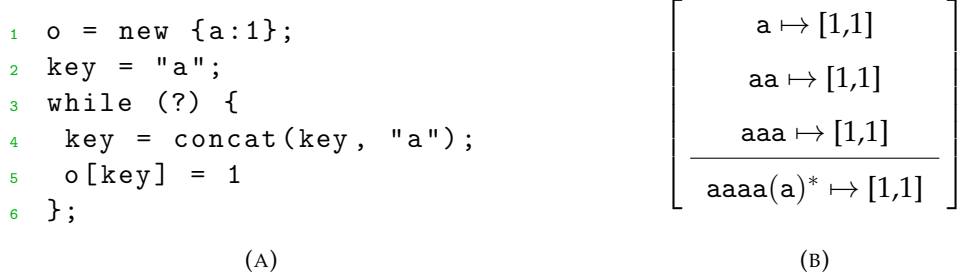 1 o = new {a:1};
2 key = "a";
3 while (?) {
4 key = concat(key, "a");
5 o[key] = 1
6 };
(A)
a ↦ [1,1]
aa ↦ [1,1]
aaa ↦ [1,1]
aaaa(a)* ↦ [1,1]
(B)